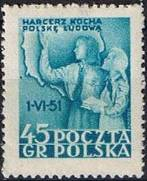 HARCERZ KOCHA
POLSKĘ LUDOWĄ
1·VI·51
45 POCZTA
GR POLSKA